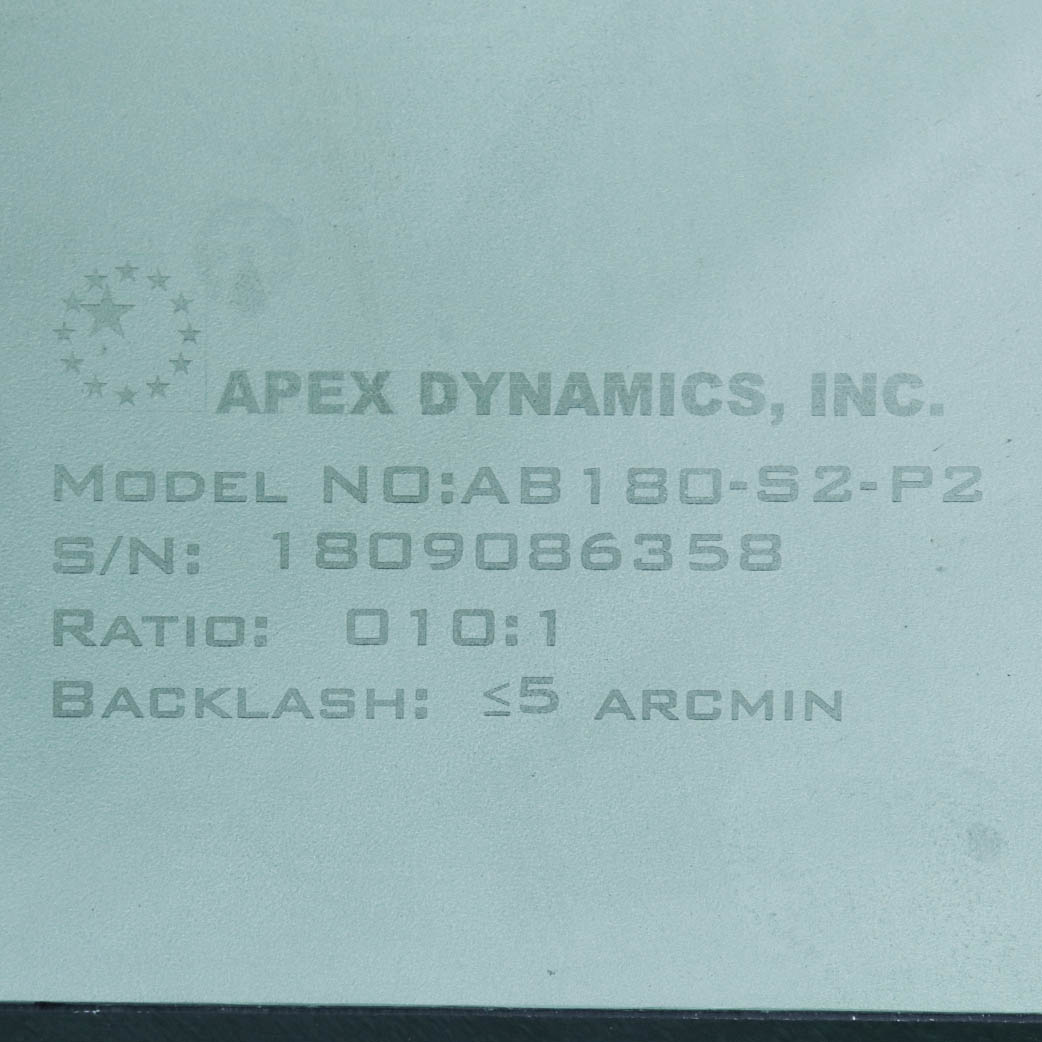 APEX DYNAMICS, INC.
MODEL NO:AB180-S2-P2
S/N: 1809086358
RATIO: 010:1
BACKLASH: ≤5 ARCMIN